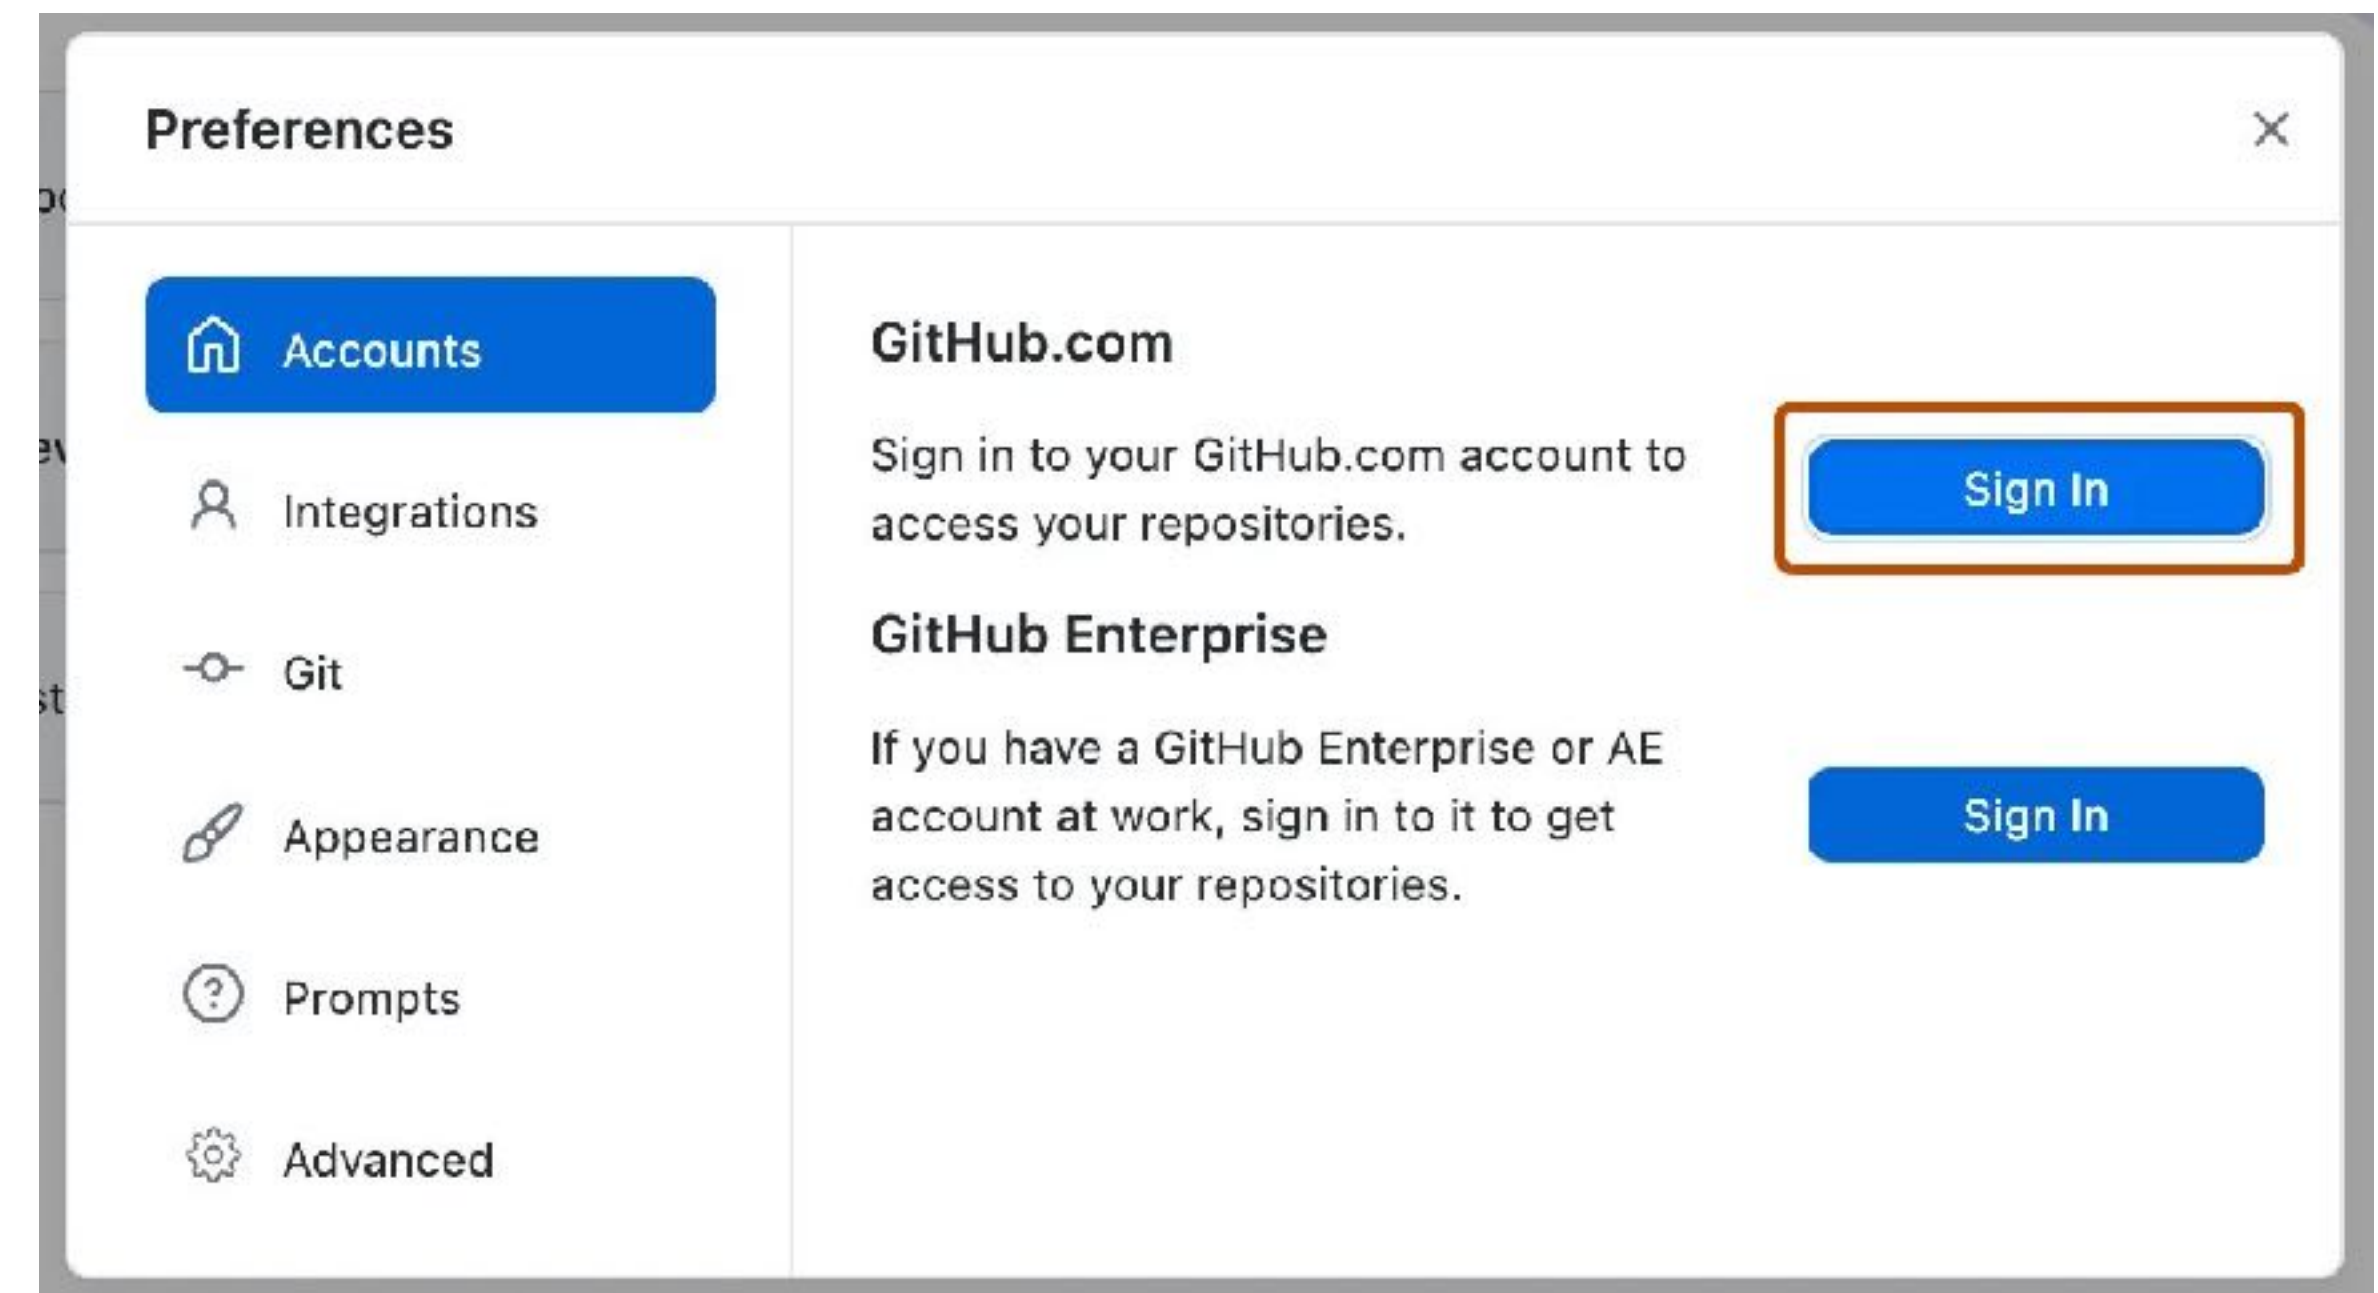 Preferences
Accounts
Integrations
Git
Appearance
Prompts
Advanced
GitHub.com
Sign in to your GitHub.com account to
access your repositories.
Sign In
GitHub Enterprise
If you have a GitHub Enterprise or AE
account at work, sign in to it to get
access to your repositories.
Sign In